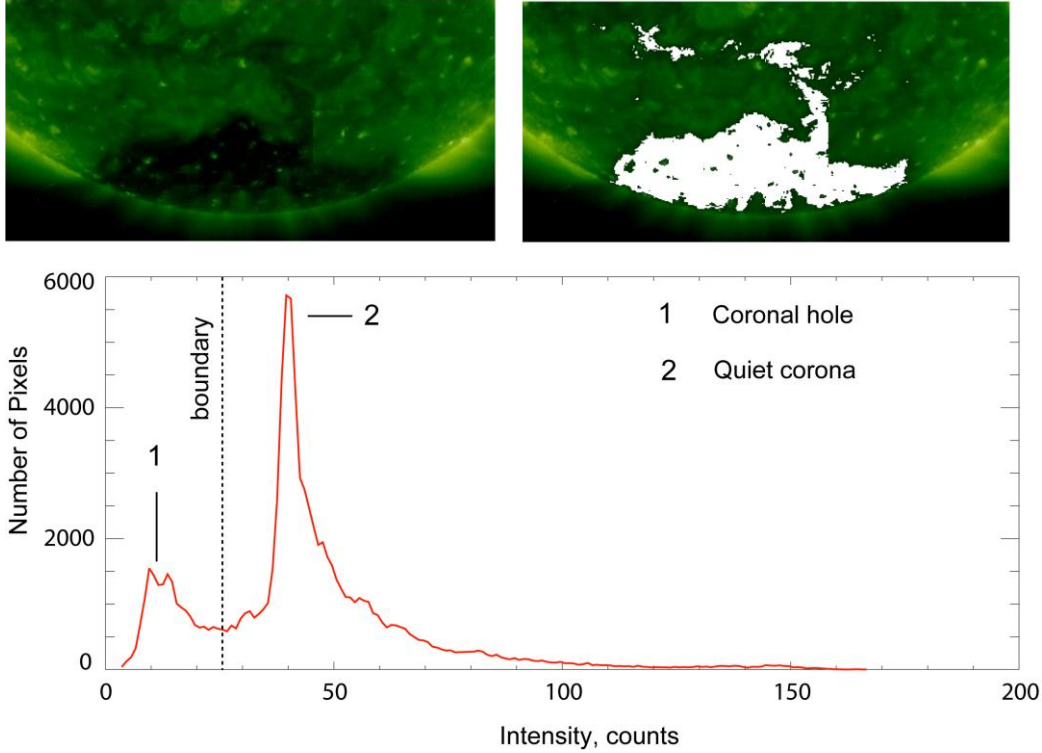 6000
4000
2000
0
Number of Pixels
boundary
1
2
1 Coronal hole
2 Quiet corona
0 50 100 150 200
Intensity, counts